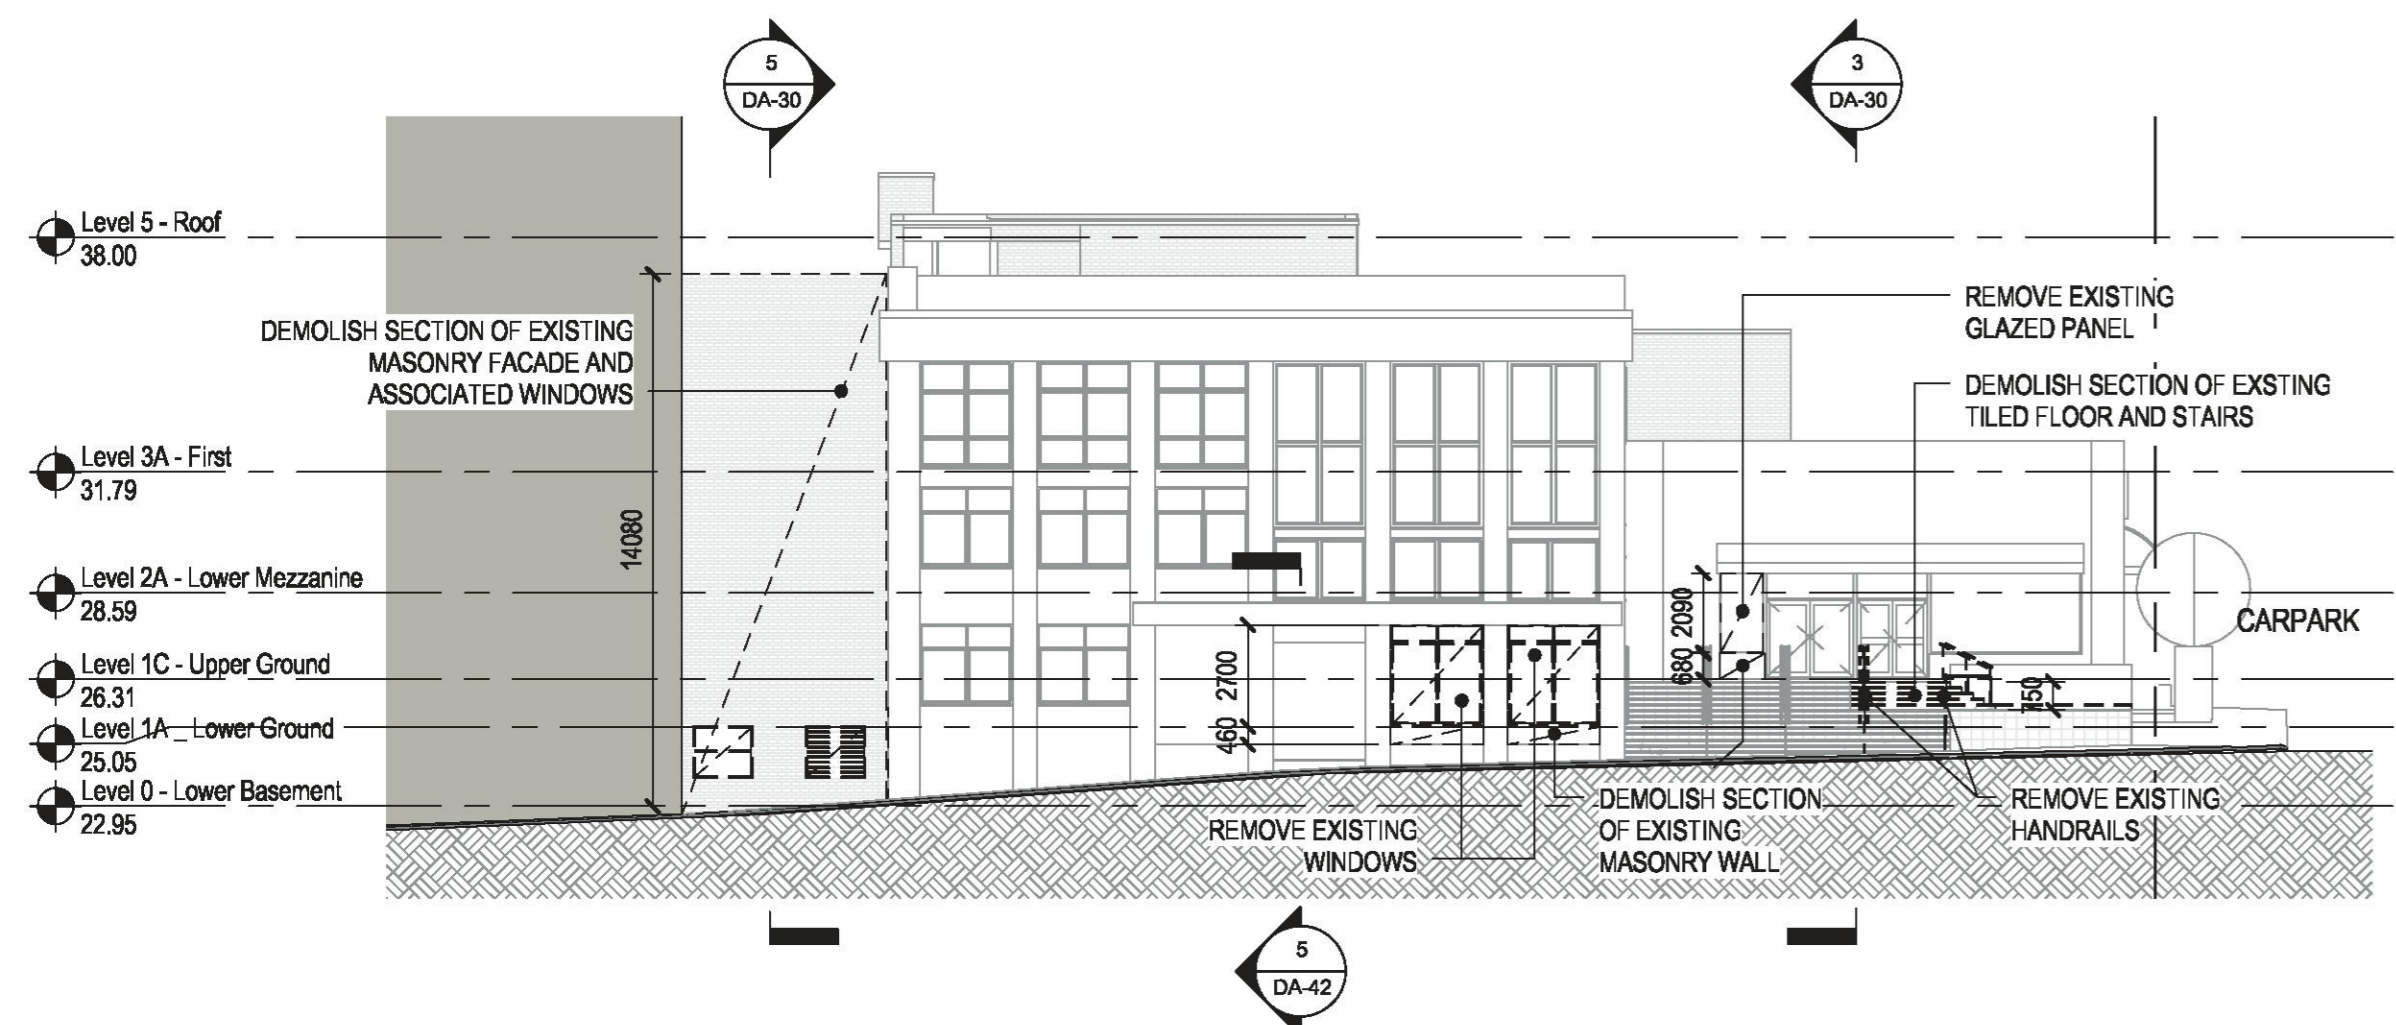 5
DA-30
3
DA-30
Level 5 - Roof
38.00
REMOVE EXISTING
GLAZED PANEL
DEMOLISH SECTION OF EXISTING
MASONRY FACADE AND
ASSOCIATED WINDOWS
DEMOLISH SECTION OF EXSTING
TILED FLOOR AND STAIRS
Level 3A - First
31.79
14080
Level 2A - Lower Mezzanine
28.59
2090
CARPARK
Level 1C - Upper Ground
26.31
2700
680
750
Level 1A _ Lower Ground
25.05
460
Level 0 - Lower Basement
22.95
REMOVE EXISTING
WINDOWS
DEMOLISH SECTION
OF EXISTING
MASONRY WALL
REMOVE EXISTING
HANDRAILS
5
DA-42